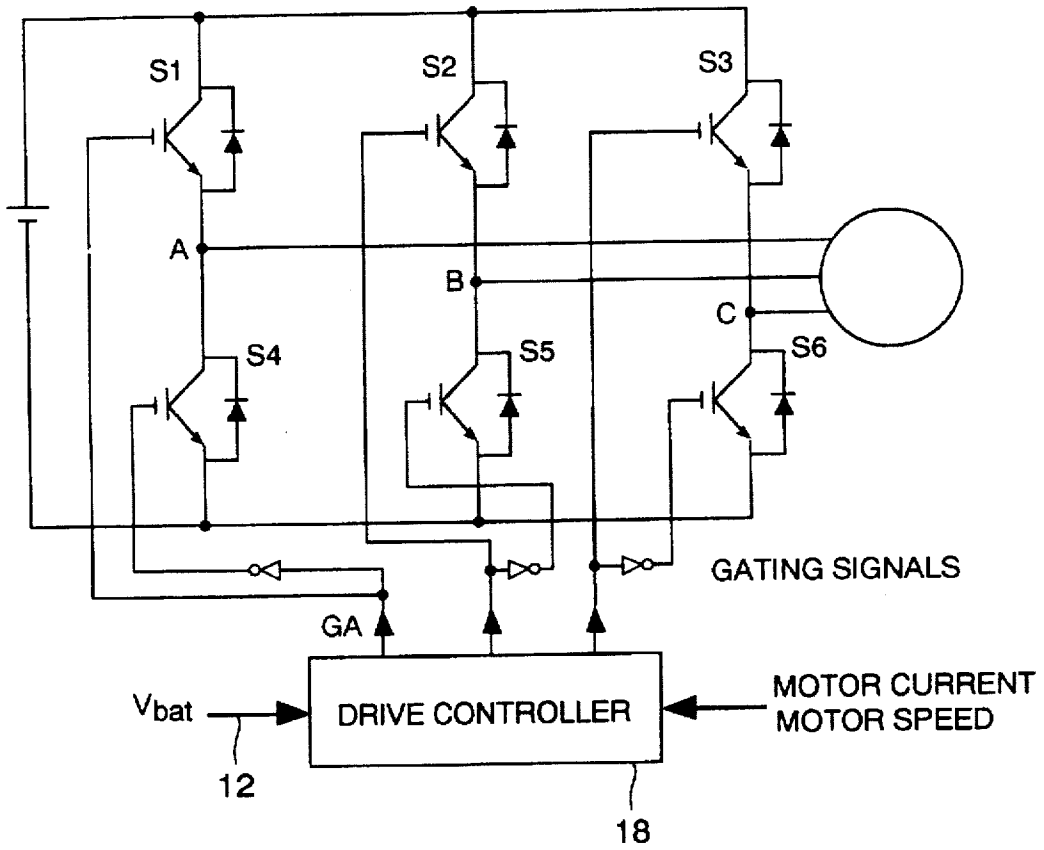 S1
S2
S3
A
B
C
S4
S5
S6
GATING SIGNALS
GA
Vbat
DRIVE CONTROLLER
MOTOR CURRENT
MOTOR SPEED
12
18